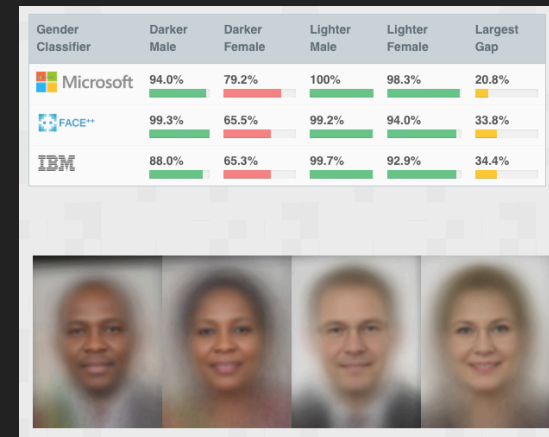 Gender Classifier Darker Male Darker Female Lighter Male Lighter Female Largest Gap
Microsoft 94.0% 79.2% 100% 98.3% 20.8%
FACE++ 99.3% 65.5% 99.2% 94.0% 33.8%
IBM 88.0% 65.3% 99.7% 92.9% 34.4%